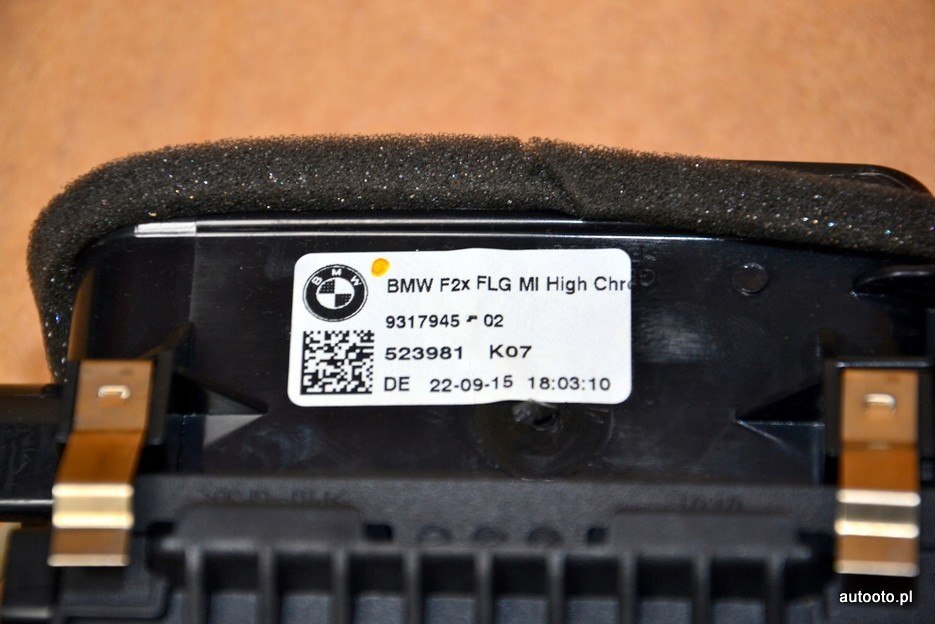 BMW
BMW F2x FLG MI High Chro
9317945 - 02
523981 K07
DE 22-09-15 18:03:10
autooto.pl